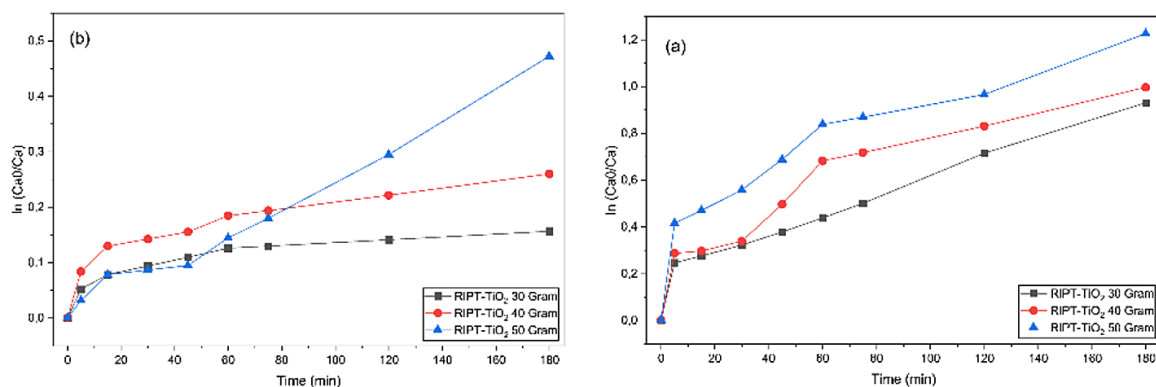 (b)
ln (Ca0/Ca)
0,5
0,4
0,3
0,2
0,1
0,0
0 20 40 60 80 100 120 140 160 180
Time (min)
RIPT-TiO₂ 30 Gram
RIPT-TiO₂ 40 Gram
RIPT-TiO₂ 50 Gram
(a)
ln (Ca0/Ca)
1,2
1,0
0,8
0,6
0,4
0,2
0,0
0 20 40 60 80 100 120 140 160 180
Time (min)
RIPT-TiO₂ 30 Gram
RIPT-TiO₂ 40 Gram
RIPT-TiO₂ 50 Gram